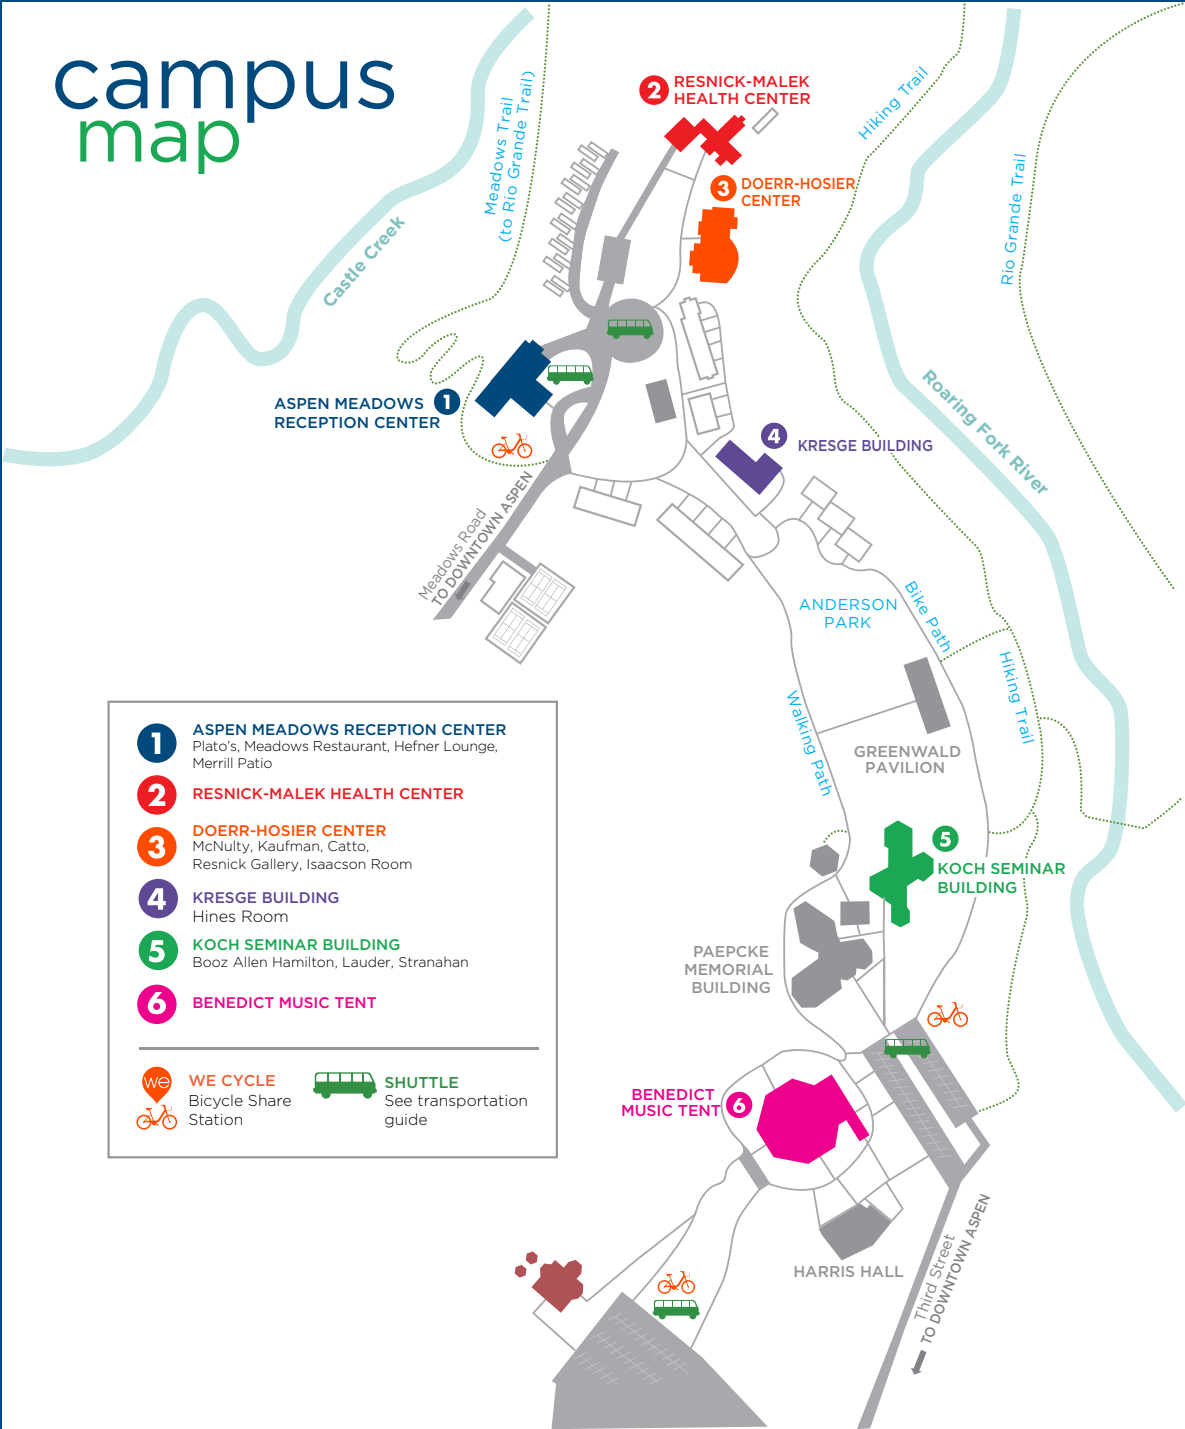 campus
map
Meadows Trail
(to Rio Grande Trail)
Castle Creek
2
RESNICK-MALEK
HEALTH CENTER
Hiking Trail
Rio Grande Trail
3
DOERR-HOSIER
CENTER
ASPEN MEADOWS
RECEPTION CENTER
1
4
KRESGE BUILDING
Roaring Fork River
Meadows Road
TO DOWNTOWN ASPEN
ANDERSON
PARK
Bike Path
Hiking Trail
Walking Path
GREENWALD
PAVILION
5
KOCH SEMINAR
BUILDING
PAEPCKE
MEMORIAL
BUILDING
BENEDICT
MUSIC TENT
6
HARRIS HALL
Third Street
TO DOWNTOWN ASPEN
1
ASPEN MEADOWS RECEPTION CENTER
Plato's, Meadows Restaurant, Hefner Lounge,
Merrill Patio
2
RESNICK-MALEK HEALTH CENTER
3
DOERR-HOSIER CENTER
McNulty, Kaufman, Catto,
Resnick Gallery, Isaacson Room
4
KRESGE BUILDING
Hines Room
5
KOCH SEMINAR BUILDING
Booz Allen Hamilton, Lauder, Stranahan
6
BENEDICT MUSIC TENT
we
WE CYCLE
Bicycle Share
Station
SHUTTLE
See transportation
guide